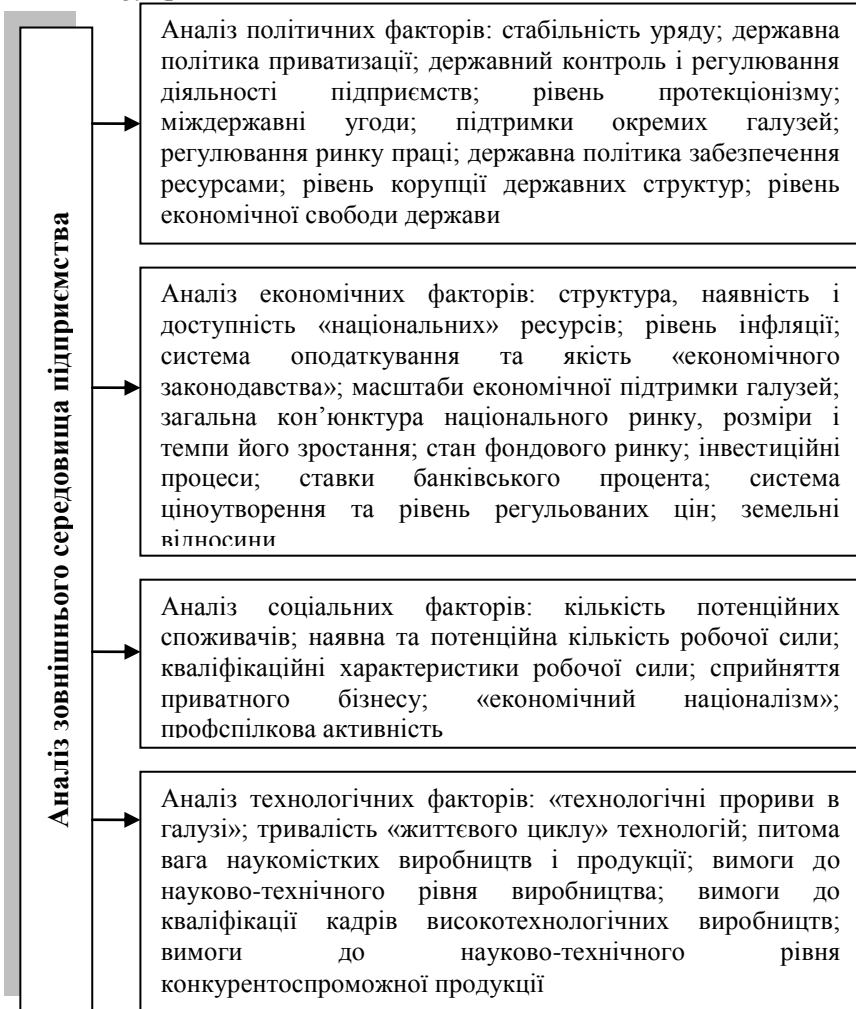 Аналіз зовнішнього середовища підприємства
Аналіз політичних факторів: стабільність уряду; державна
політика приватизації; державний контроль і регулювання
діяльності підприємств; рівень протекціонізму;
міждержавні угоди; підтримки окремих галузей;
регулювання ринку праці; державна політика забезпечення
ресурсами; рівень корупції державних структур; рівень
економічної свободи держави
Аналіз економічних факторів: структура, наявність і
доступність «національних» ресурсів; рівень інфляції;
система оподаткування та якість «економічного
законодавства»; масштаби економічної підтримки галузей;
загальна кон’юнктура національного ринку, розміри і
темпи його зростання; стан фондового ринку; інвестиційні
процеси; ставки банківського процента; система
ціноутворення та рівень регульованих цін; земельні
відносини
Аналіз соціальних факторів: кількість потенційних
споживачів; наявна та потенційна кількість робочої сили;
кваліфікаційні характеристики робочої сили; сприйняття
приватного бізнесу; «економічний націоналізм»;
профспілкова активність
Аналіз технологічних факторів: «технологічні прориви в
галузі»; тривалість «життєвого циклу» технологій; питома
вага наукомістких виробництв і продукції; вимоги до
науково-технічного рівня виробництва; вимоги до
кваліфікації кадрів високотехнологічних виробництв;
вимоги до науково-технічного рівня
конкурентоспроможної продукції